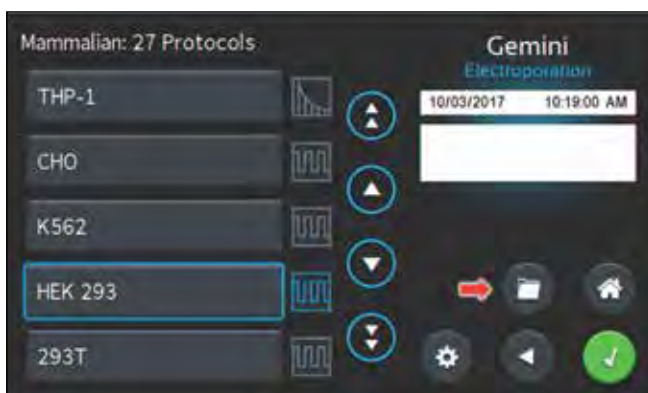 Mammalian: 27 Protocols
THP-1
CHO
K562
HEK 293
293T
Gemini
Electroporation
10/03/2017 10:19:00 AM